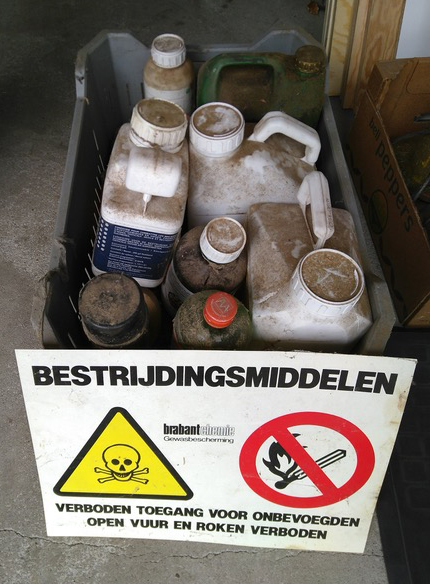 peppers
BESTRIJDINGSMIDDELEN
brabantchemie
Gewasbescherming
VERBODEN TOEGANG VOOR ONBEVOEGDEN
OPEN VUUR EN ROKEN VERBODEN